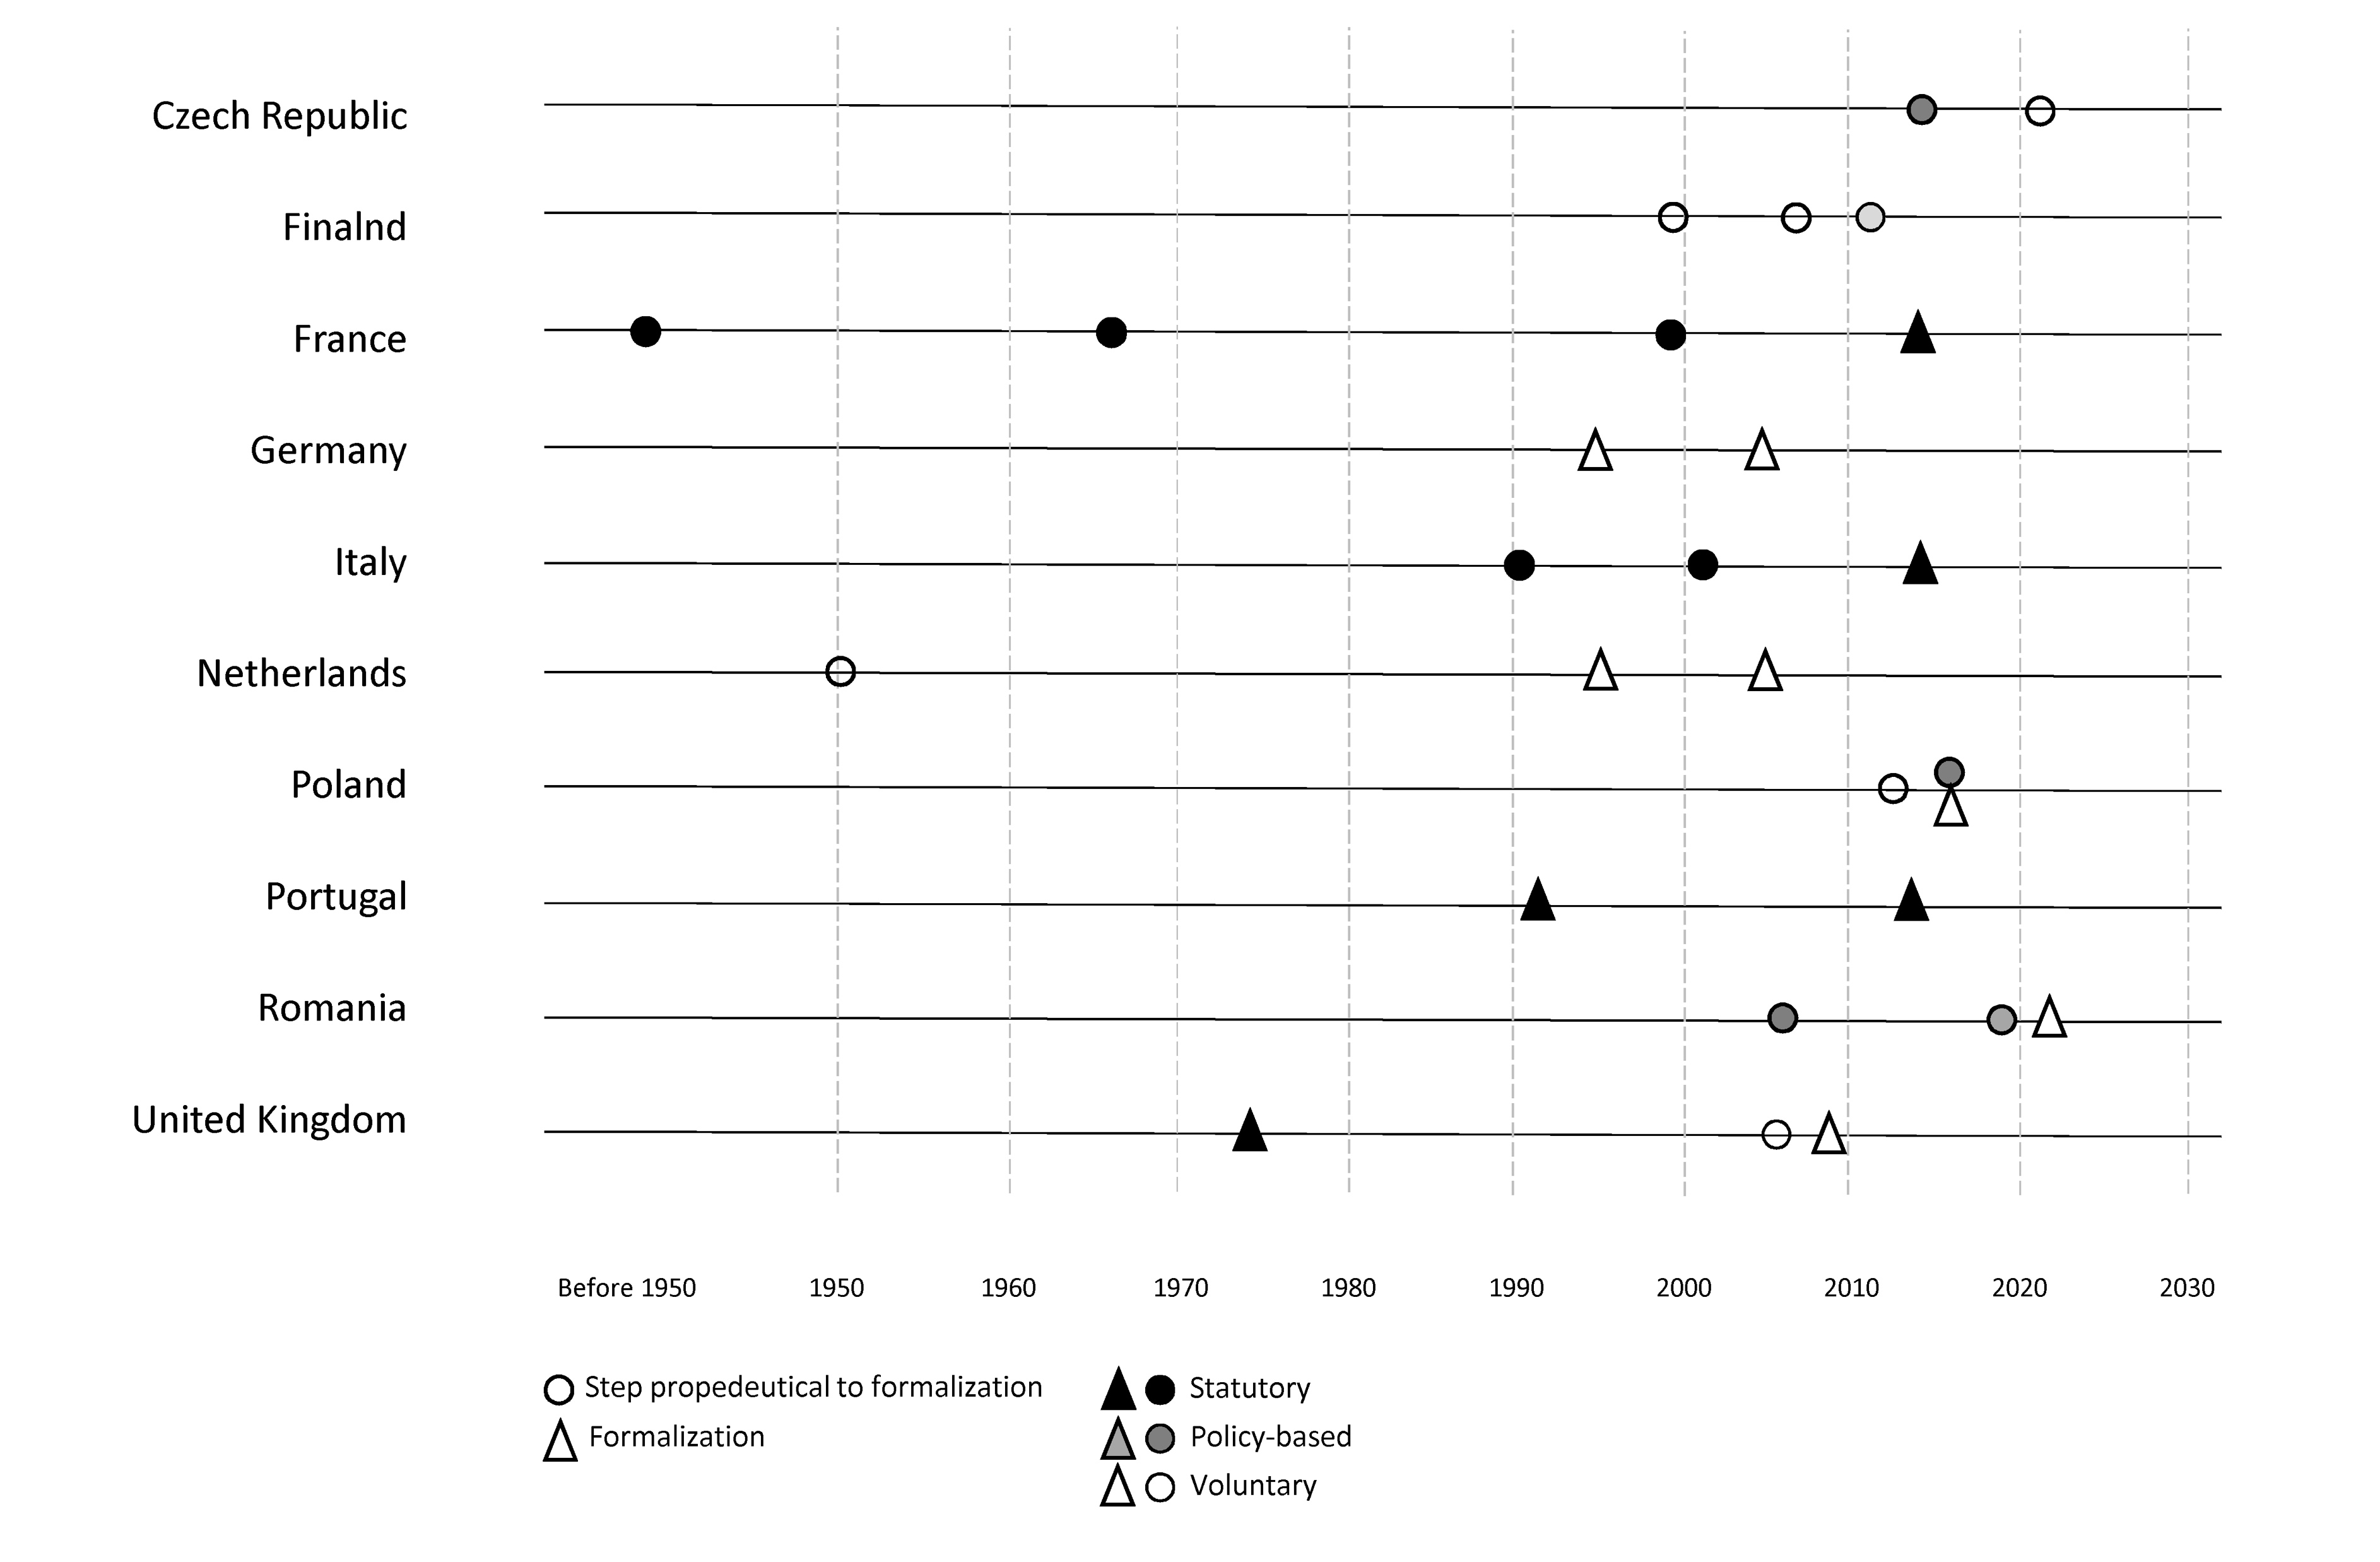 Czech Republic
Finalnd
France
Germany
Italy
Netherlands
Poland
Portugal
Romania
United Kingdom
Before 1950 1950 1960 1970 1980 1990 2000 2010 2020 2030
Step propedeutical to formalization
Formalization
Statutory
Policy-based
Voluntary